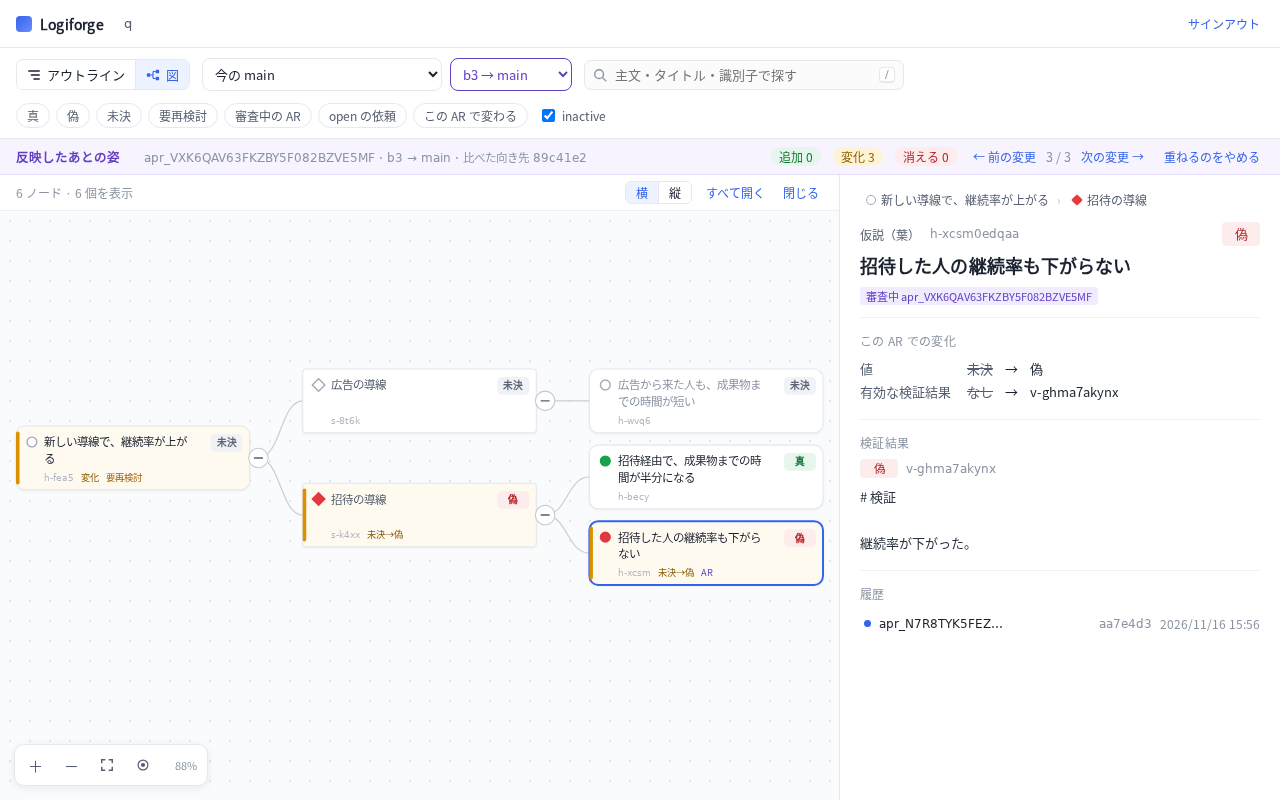 Logiforge q サインアウト
アウトライン 図 今の main b3 → main 主文・タイトル・識別子で探す /
真 偽 未決 要再検討 審査中の AR open の依頼 この AR で変わる inactive
反映したあとの姿 apr_VXK6QAV63FKZBY5F082BZVE5MF · b3 → main · 比べた向き先 89c41e2 追加 0 変化 3 消える 0 ← 前の変更 3 / 3 次の変更 → 重ねるのをやめる
6 ノード · 6 個を表示 横 縦 すべて開く 閉じる
新しい導線で、継続率が上が
る
未決
h-fea5 変化 要再検討
広告の導線 未決
s-8t6k
招待の導線 偽
s-k4xx 未決→偽
広告から来た人も、成果物ま
での時間が短い
未決
h-wvq6
招待経由で、成果物までの時
間が半分になる
真
h-becy
招待した人の継続率も下がら
ない
偽
h-xcsm 未決→偽 AR
88%
新しい導線で、継続率が上がる › 招待の導線
仮説（葉） h-xcsm0edqaa 偽
招待した人の継続率も下がらない
審査中 apr_VXK6QAV63FKZBY5F082BZVE5MF
この AR での変化
値 未決 → 偽
有効な検証結果 なし → v-ghma7akynx
検証結果
偽 v-ghma7akynx
# 検証
継続率が下がった。
履歴
apr_N7R8TYK5FEZ… aa7e4d3 2026/11/16 15:56